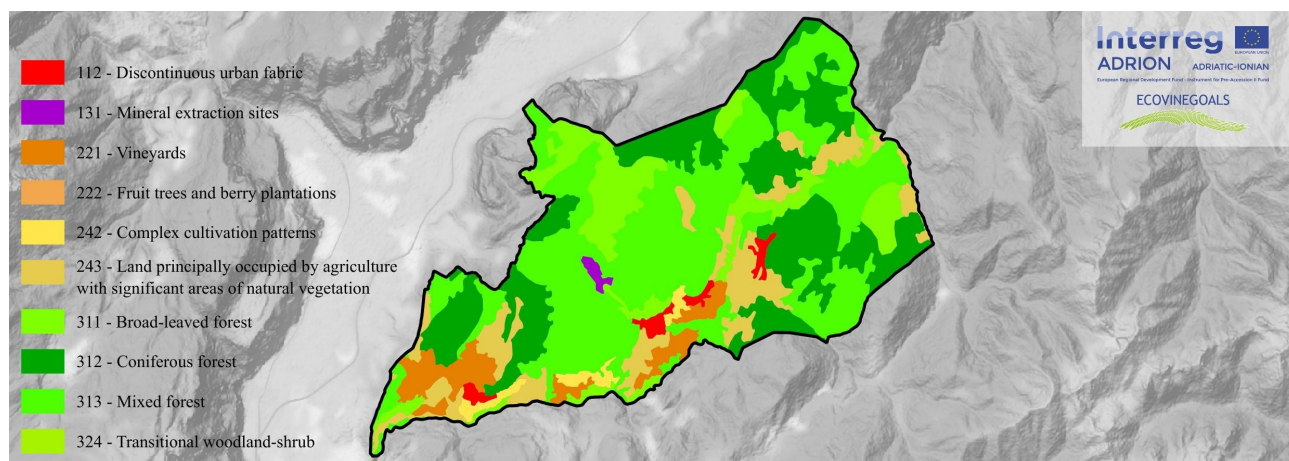 112 - Discontinuous urban fabric
131 - Mineral extraction sites
221 - Vineyards
222 - Fruit trees and berry plantations
242 - Complex cultivation patterns
243 - Land principally occupied by agriculture
with significant areas of natural vegetation
311 - Broad-leaved forest
312 - Coniferous forest
313 - Mixed forest
324 - Transitional woodland-shrub
Interreg
EUROPEAN UNION
ADRION ADRIATIC-IONIAN
European Regional Development Fund - Instrument for Pre-Accession II Fund
ECOVINEGOALS